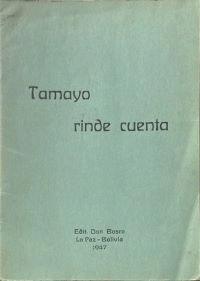 Tamayo
rinde cuenta
Edit. Don Bosco
La Paz-Bolivia
1947